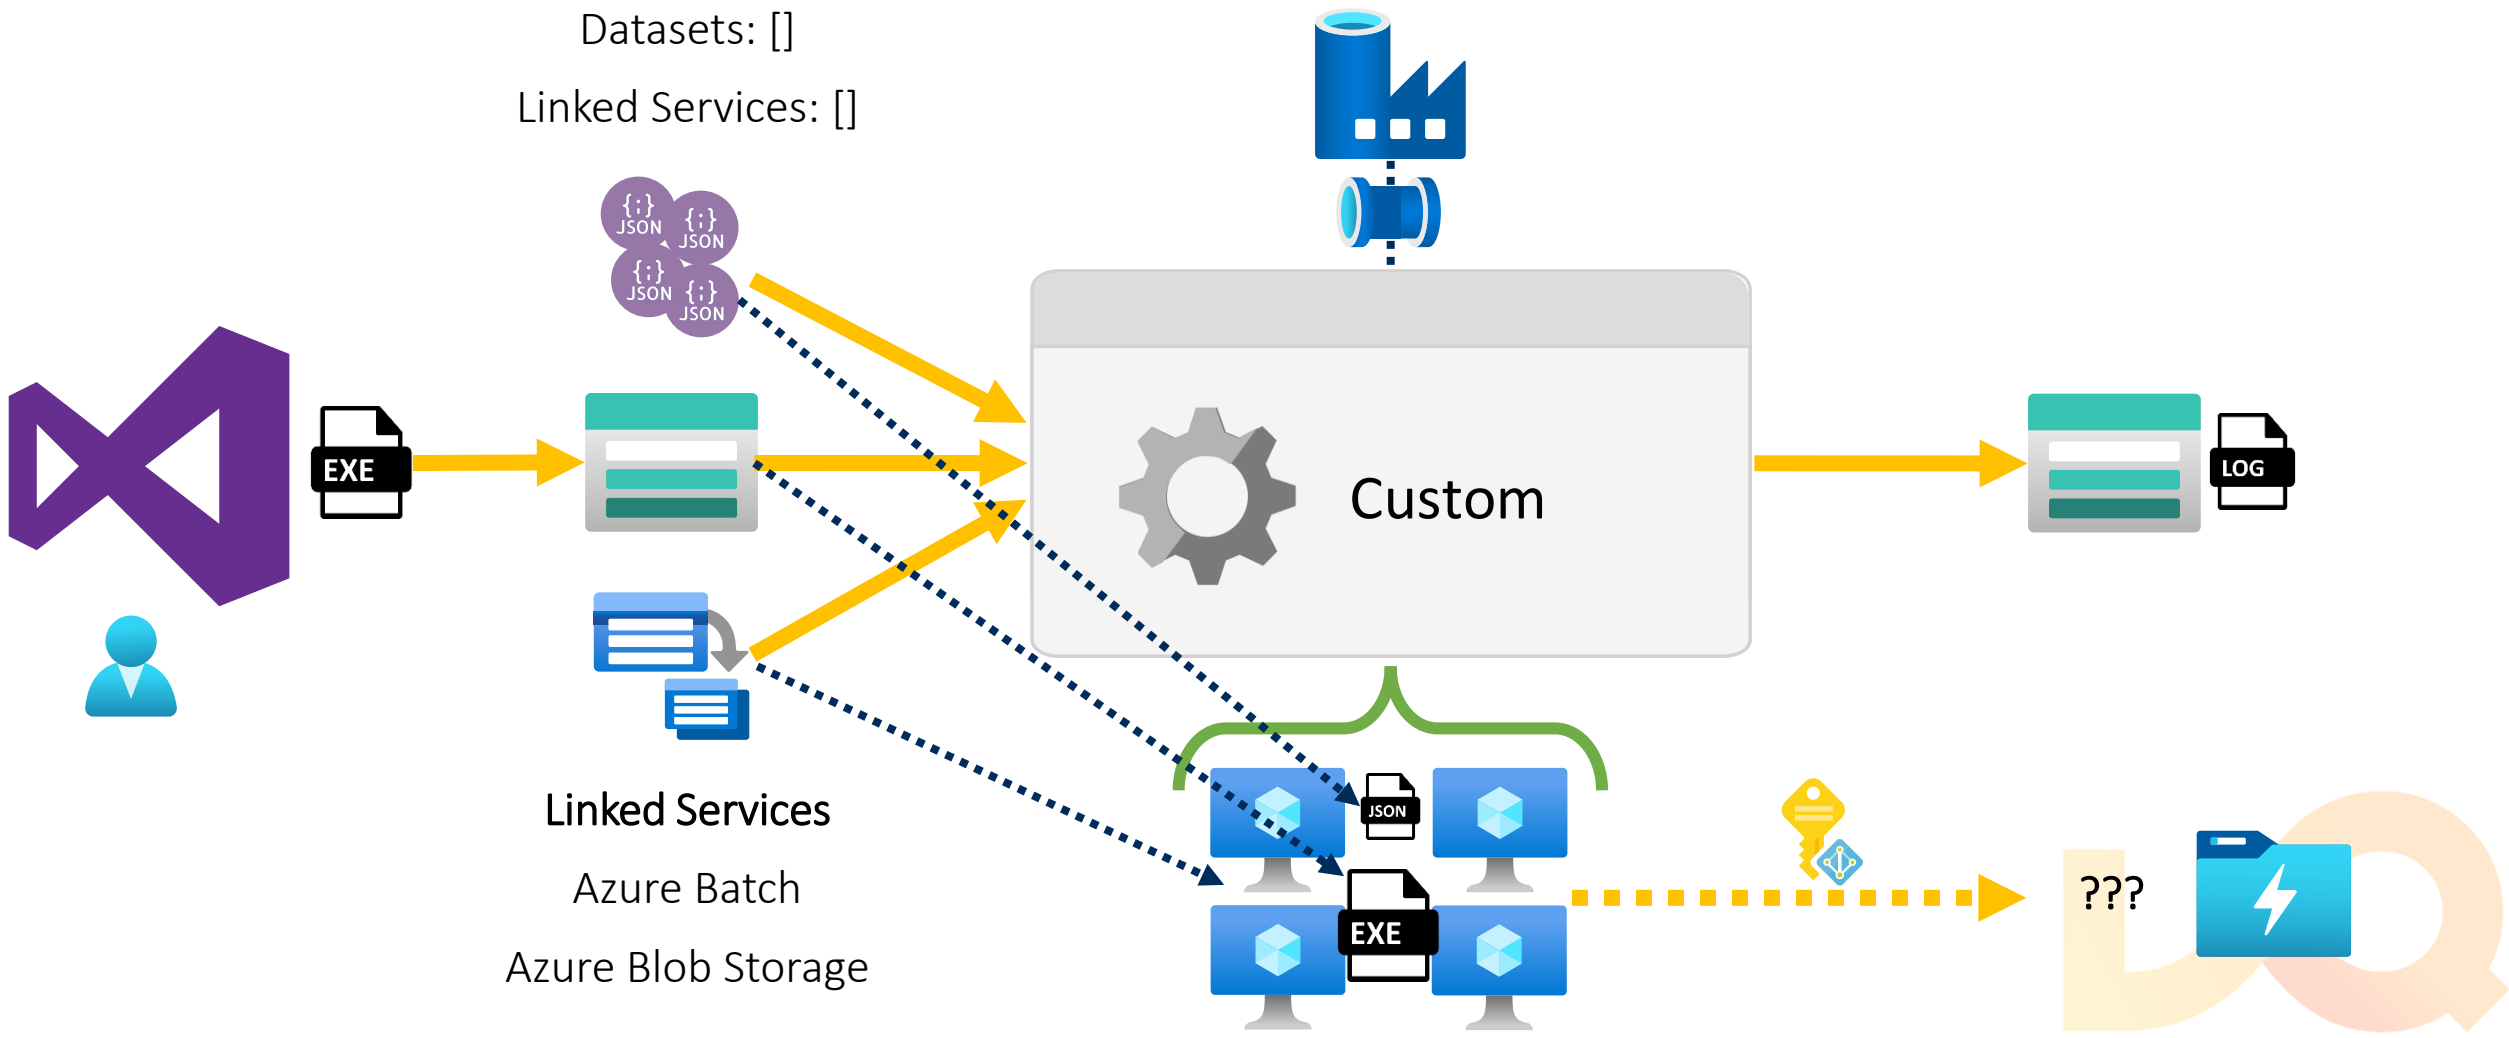 Datasets: []
Linked Services: []
{;}
JSON
{;}
JSON
{;}
JSON
{;}
JSON
EXE
Custom
LOG
Linked Services
Azure Batch
Azure Blob Storage
JSON
EXE
???